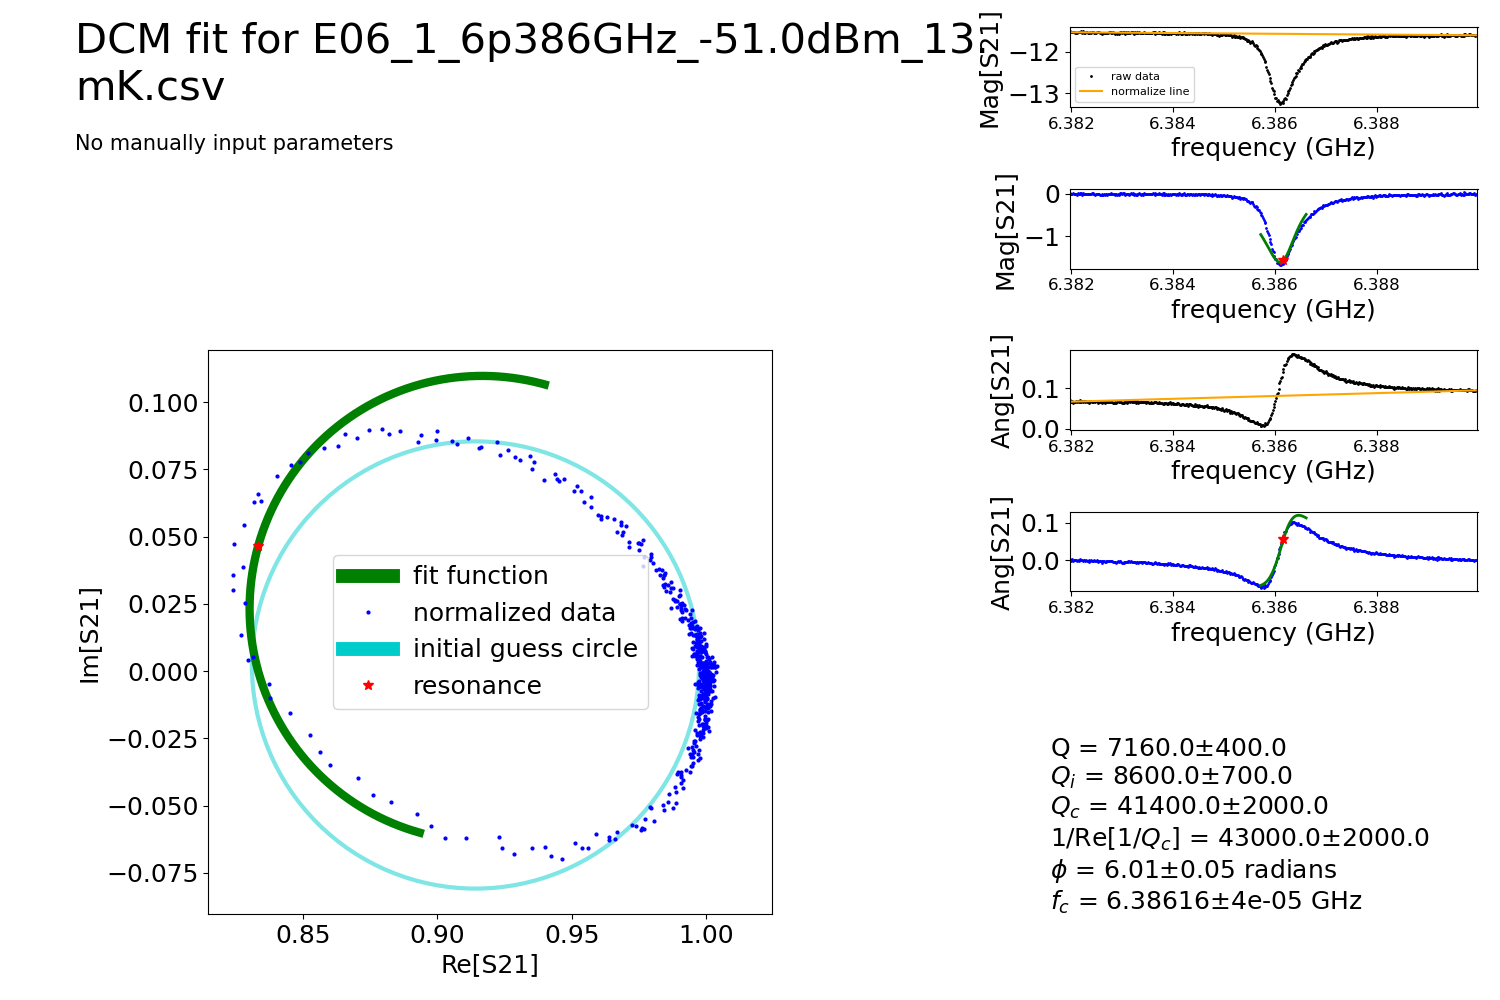 DCM fit for E06_1_6p386GHz_-51.0dBm_13
mK.csv
No manually input parameters
Mag[S21]
−12
−13
raw data
normalize line
6.382 6.384 6.386 6.388
frequency (GHz)
Mag[S21]
0
−1
6.382 6.384 6.386 6.388
frequency (GHz)
Ang[S21]
0.1
0.0
6.382 6.384 6.386 6.388
frequency (GHz)
Ang[S21]
0.1
0.0
6.382 6.384 6.386 6.388
frequency (GHz)
Im[S21]
0.100
0.075
0.050
0.025
0.000
−0.025
−0.050
−0.075
fit function
normalized data
initial guess circle
resonance
0.85 0.90 0.95 1.00
Re[S21]
Q = 7160.0±400.0
Qi = 8600.0±700.0
Qc = 41400.0±2000.0
1/Re[1/Qc] = 43000.0±2000.0
ϕ = 6.01±0.05 radians
fc = 6.38616±4e-05 GHz